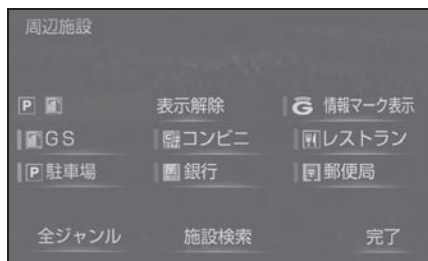 周辺施設
P 表示解除 G 情報マーク表示
GS コンビニ レストラン
P 駐車場 銀行 郵便局
全ジャンル 施設検索 完了